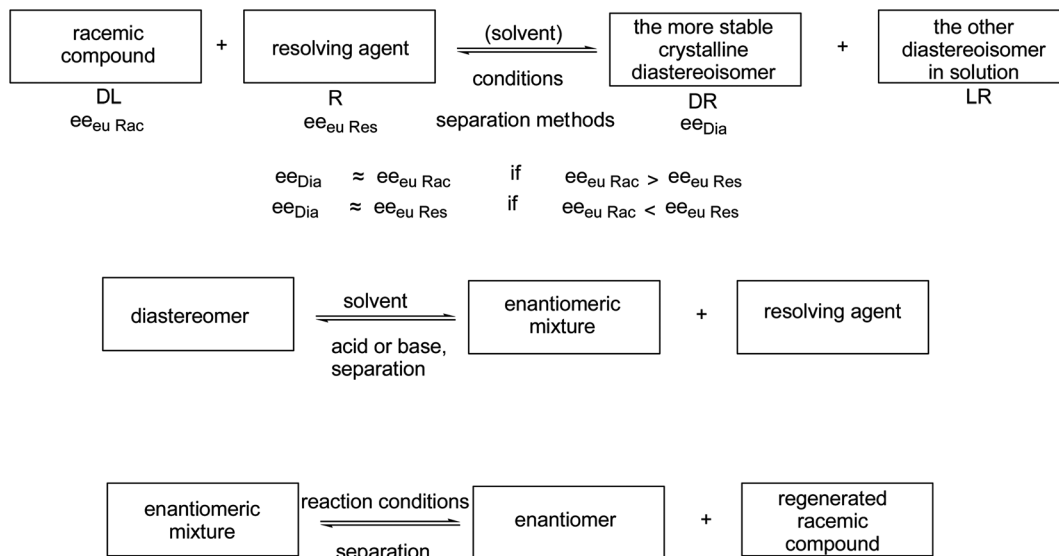 racemic compound + resolving agent (solvent) conditions the more stable crystalline diastereoisomer + the other diastereoisomer in solution
DL R DR LR
ee eu Rac ee eu Res separation methods ee Dia
ee Dia ≈ ee eu Rac if ee eu Rac > ee eu Res
ee Dia ≈ ee eu Res if ee eu Rac < ee eu Res
diastereomer solvent acid or base, separation enantiomeric mixture + resolving agent
enantiomeric mixture reaction conditions separation enantiomer + regenerated racemic compound